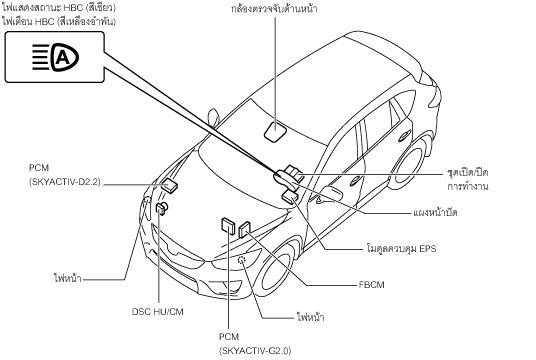 ไฟแสดงสถานะ HBC (สีเขียว)
ไฟเตือน HBC (สีเหลืองอำพัน)
กล้องตรวจจับด้านหน้า
PCM
(SKYACTIV-D2.2)
ชุดเปิด/ปิด
การทำงาน
แผงหน้าปัด
โมดูลควบคุม EPS
ไฟหน้า
FBCM
DSC HU/CM
ไฟหน้า
PCM
(SKYACTIV-G2.0)